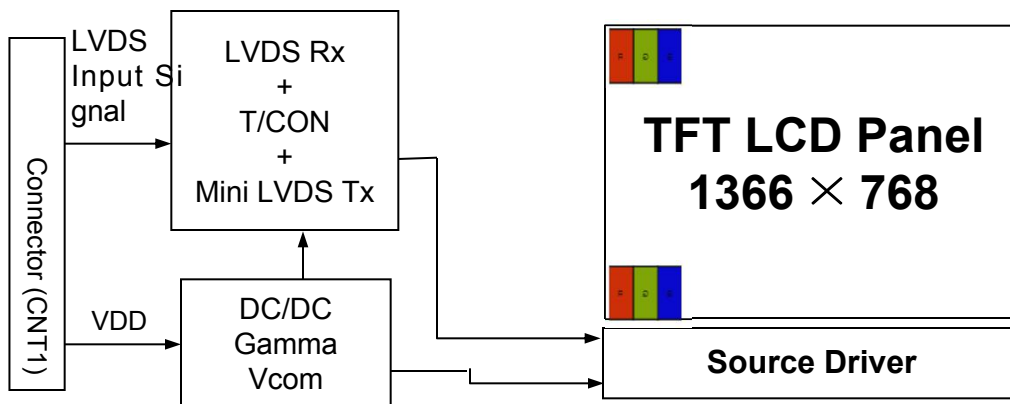 LVDS
Input Si
gnal
LVDS Rx
+
T/CON
+
Mini LVDS Tx
Connector (CNT1)
VDD
DC/DC
Gamma
Vcom
TFT LCD Panel
1366 × 768
G
G
Source Driver